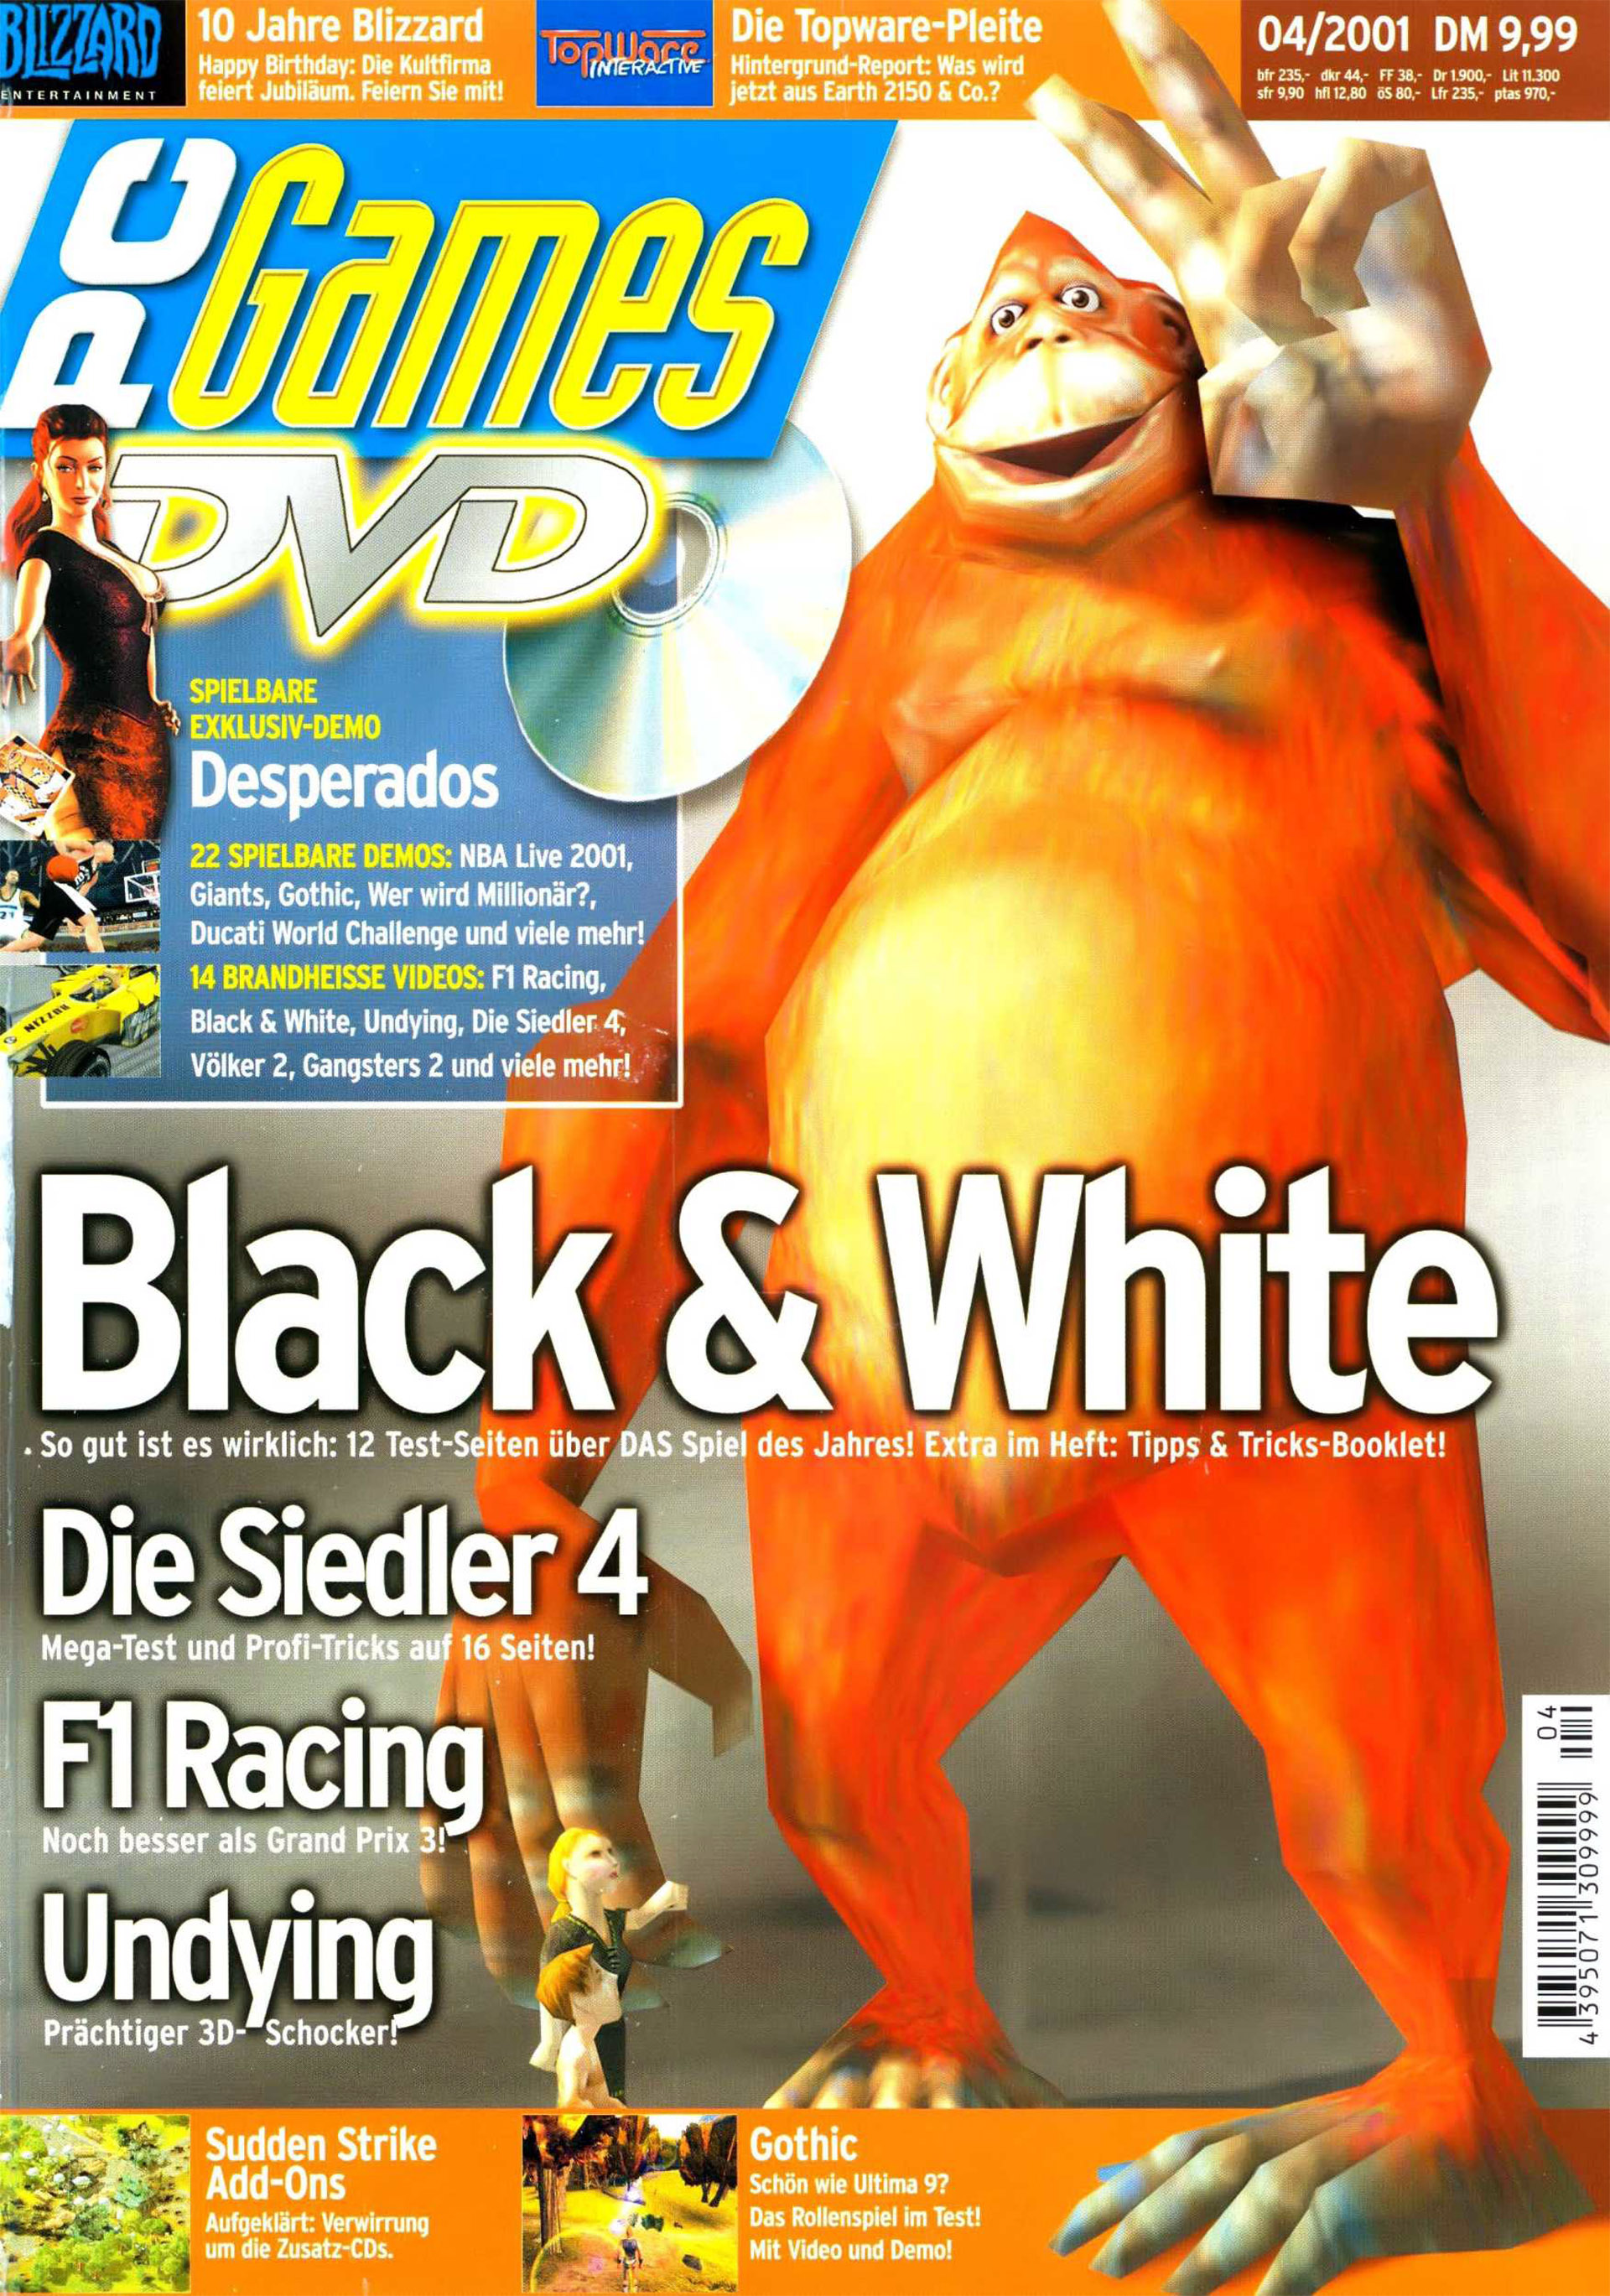 BLIZZARD
ENTERTAINMENT
10 Jahre Blizzard
Happy Birthday: Die Kultfirma
feiert Jubiläum. Feiern Sie mit!
TopWare
INTERACTIVE
Die Topware-Pleite
Hintergrund-Report: Was wird
jetzt aus Earth 2150 & Co.?
04/2001 DM 9,99
bfr 235,- dkr 44,- FF 38,- Dr 1.900,- Lit 11.300
sfr 9,90 hfl 12,80 öS 80,- Lfr 235,- ptas 970,-
PC Games
DVD
SPIELBARE
EXKLUSIV-DEMO
Desperados
22 SPIELBARE DEMOS: NBA Live 2001,
Giants, Gothic, Wer wird Millionär?,
Ducati World Challenge und viele mehr!
14 BRANDHEISSE VIDEOS: F1 Racing,
Black & White, Undying, Die Siedler 4,
Völker 2, Gangsters 2 und viele mehr!
Black & White
So gut ist es wirklich: 12 Test-Seiten über DAS Spiel des Jahres! Extra im Heft: Tipps & Tricks-Booklet!
Die Siedler 4
Mega-Test und Profi-Tricks auf 16 Seiten!
F1 Racing
Noch besser als Grand Prix 3!
Undying
Prächtiger 3D-Schocker!
04
4 395071 309999
Sudden Strike
Add-Ons
Aufgeklärt: Verwirrung
um die Zusatz-CDs.
Gothic
Schön wie Ultima 9?
Das Rollenspiel im Test!
Mit Video und Demo!